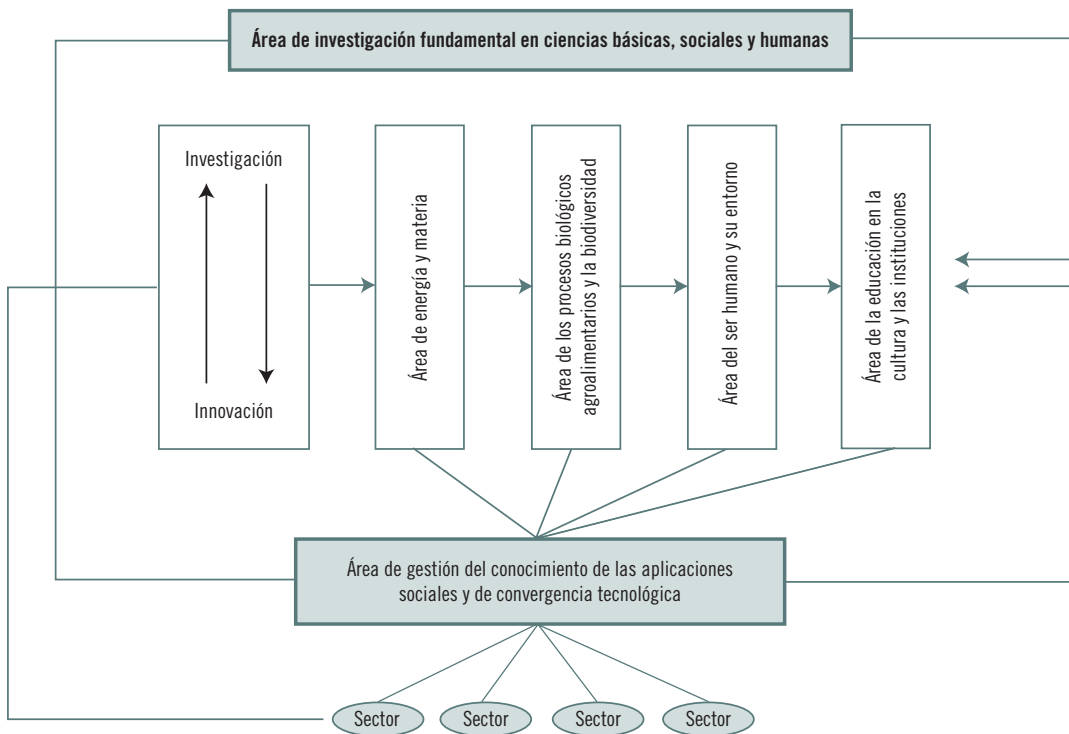 Área de investigación fundamental en ciencias básicas, sociales y humanas
Investigación
Innovación
Área de energía y materia
Área de los procesos biológicos
agroalimentarios y la biodiversidad
Área del ser humano y su entorno
Área de la educación en la
cultura y las instituciones
Área de gestión del conocimiento de las aplicaciones
sociales y de convergencia tecnológica
Sector
Sector
Sector
Sector